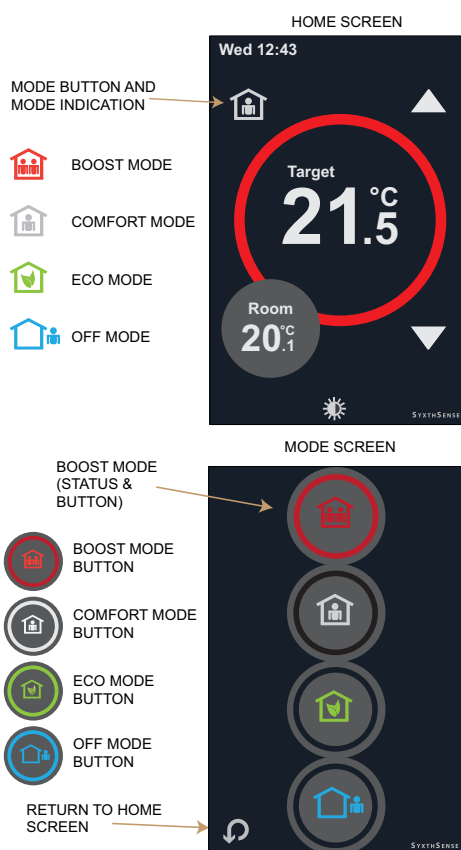 HOME SCREEN
Wed 12:43
MODE BUTTON AND
MODE INDICATION
BOOST MODE
COMFORT MODE
ECO MODE
OFF MODE
Target
21.5 °C
Room
20.1 °C
SYXTHSENSE
MODE SCREEN
BOOST MODE
(STATUS &
BUTTON)
BOOST MODE
BUTTON
COMFORT MODE
BUTTON
ECO MODE
BUTTON
OFF MODE
BUTTON
RETURN TO HOME
SCREEN
SYXTHSENSE